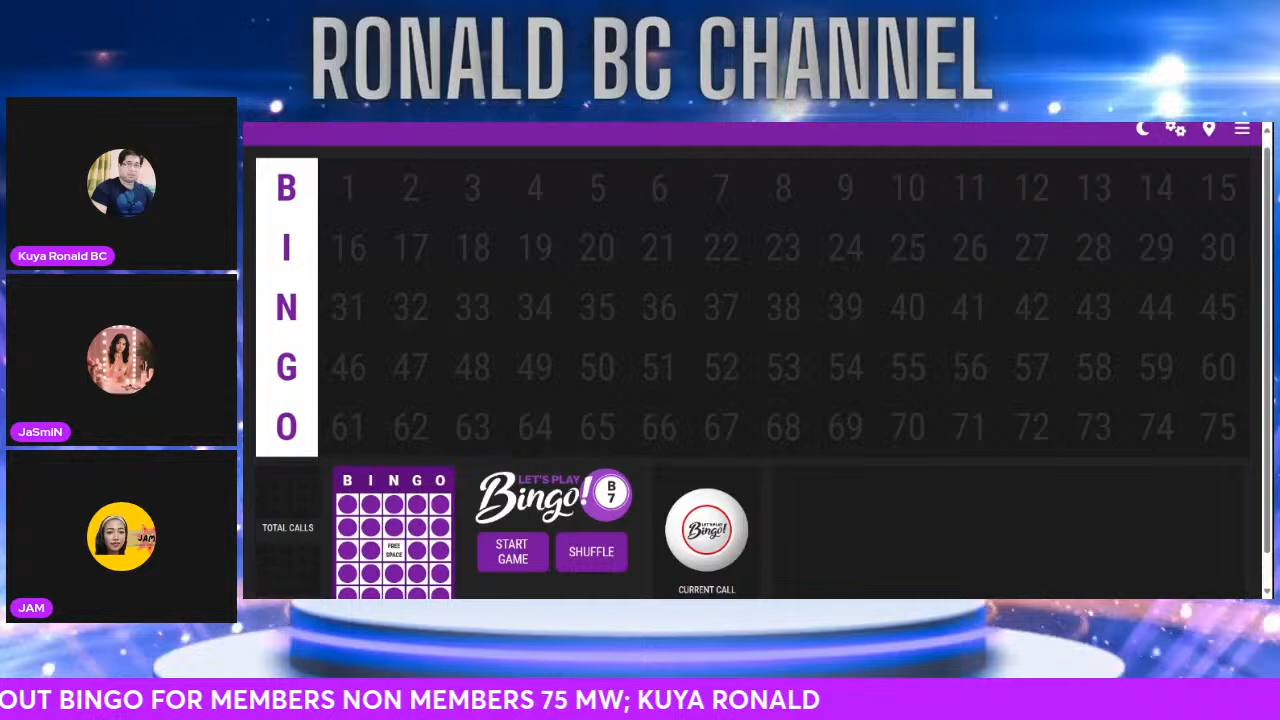 RONALD BC CHANNEL
Kuya Ronald BC
JaSmiN
JAM
JAM
B 1 2 3 4 5 6 7 8 9 10 11 12 13 14 15
I 16 17 18 19 20 21 22 23 24 25 26 27 28 29 30
N 31 32 33 34 35 36 37 38 39 40 41 42 43 44 45
G 46 47 48 49 50 51 52 53 54 55 56 57 58 59 60
O 61 62 63 64 65 66 67 68 69 70 71 72 73 74 75
TOTAL CALLS
B I N G O
FREE
SPACE
LET'S PLAY
Bingo!
B
7
START
GAME
SHUFFLE
LET'S PLAY
Bingo!
CURRENT CALL
OUT BINGO FOR MEMBERS NON MEMBERS 75 MW; KUYA RONALD